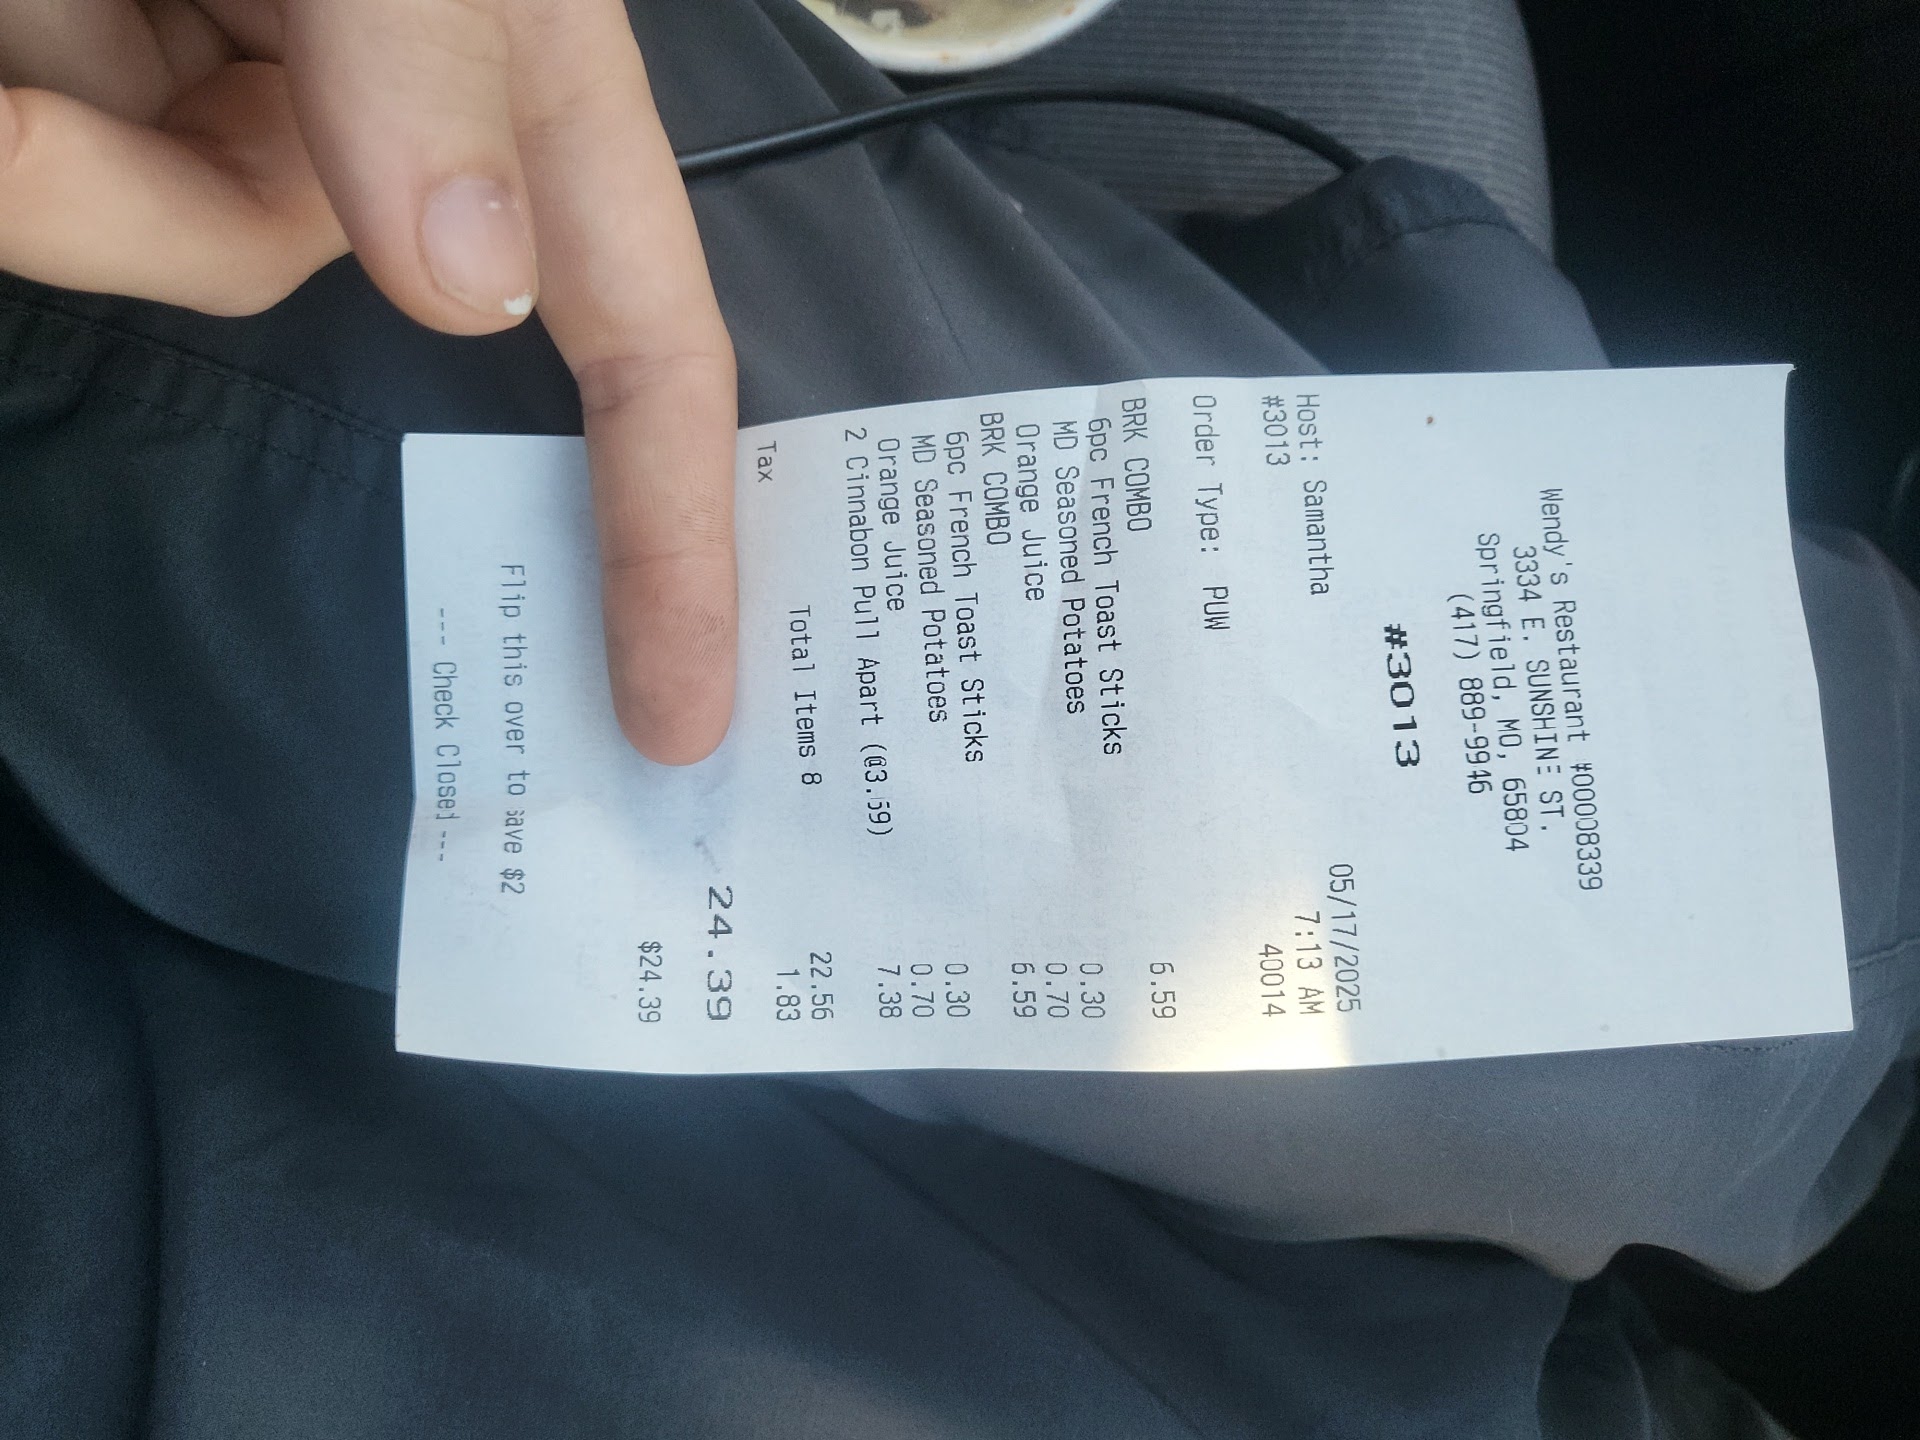 Wendy's Restaurant #00008339
3334 E. SUNSHINE ST.
Springfield, MO, 65804
(417) 889-9946
#3013
Host: Samantha 05/17/2025
#3013 7:13 AM
40014
Order Type: PUW
BRK COMBO 6.59
6pc French Toast Sticks
MD Seasoned Potatoes 0.30
Orange Juice 0.70
BRK COMBO 6.59
6pc French Toast Sticks
MD Seasoned Potatoes 0.30
Orange Juice 0.70
2 Cinnabon Pull Apart (@3.69) 7.38
Total Items 8 22.56
Tax 1.83
24.39
$24.39
Flip this over to save $2
--- Check Closed ---